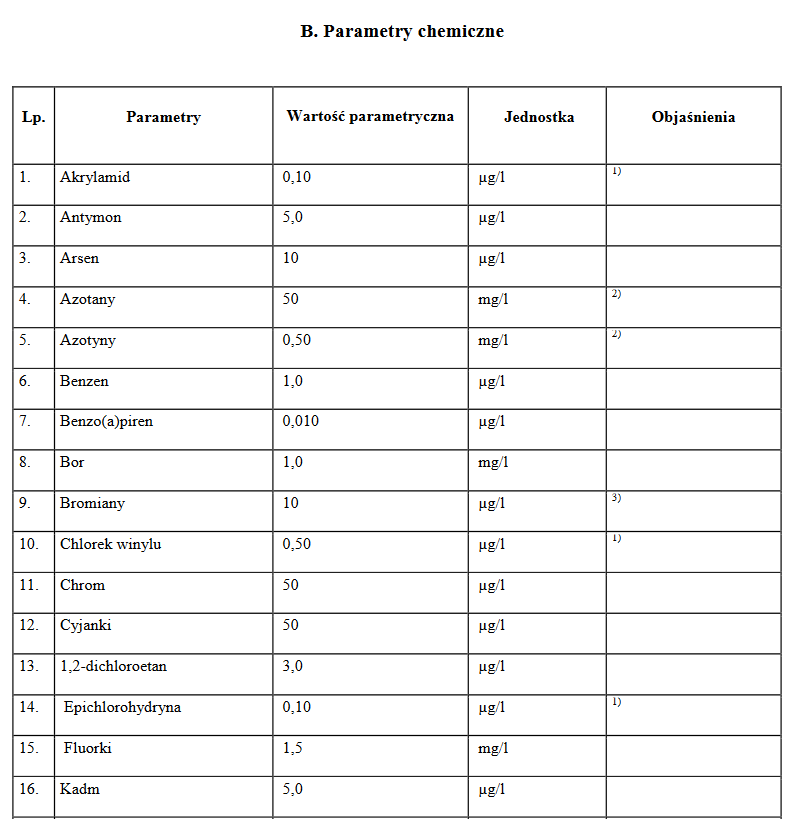 B. Parametry chemiczne
Lp. Parametry Wartość parametryczna Jednostka Objaśnienia
1. Akrylamid 0,10 µg/l 1)
2. Antymon 5,0 µg/l
3. Arsen 10 µg/l
4. Azotany 50 mg/l 2)
5. Azotyny 0,50 mg/l 2)
6. Benzen 1,0 µg/l
7. Benzo(a)piren 0,010 µg/l
8. Bor 1,0 mg/l
9. Bromiany 10 µg/l 3)
10. Chlorek winylu 0,50 µg/l 1)
11. Chrom 50 µg/l
12. Cyjanki 50 µg/l
13. 1,2-dichloroetan 3,0 µg/l
14. Epichlorohydryna 0,10 µg/l 1)
15. Fluorki 1,5 mg/l
16. Kadm 5,0 µg/l